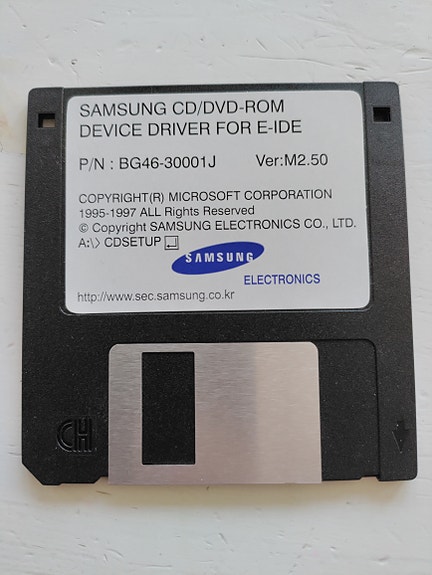 SAMSUNG CD/DVD-ROM
DEVICE DRIVER FOR E-IDE
P/N : BG46-30001J Ver:M2.50
COPYRIGHT(R) MICROSOFT CORPORATION
1995-1997 ALL Rights Reserved
© Copyright SAMSUNG ELECTRONICS CO., LTD.
A:\> CDSETUP ↵
SAMSUNG
ELECTRONICS
http://www.sec.samsung.co.kr
CH